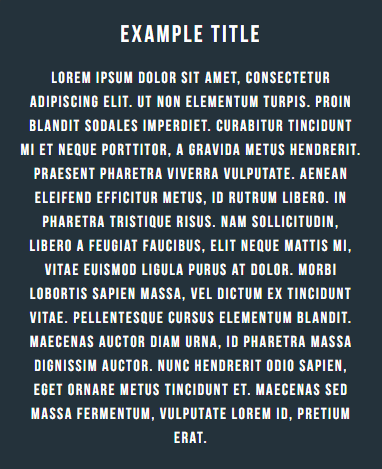 EXAMPLE TITLE
LOREM IPSUM DOLOR SIT AMET, CONSECTETUR
ADIPISCING ELIT. UT NON ELEMENTUM TURPIS. PROIN
BLANDIT SODALES IMPERDIET. CURABITUR TINCIDUNT
MI ET NEQUE PORTTITOR, A GRAVIDA METUS HENDRERIT.
PRAESENT PHARETRA VIVERRA VULPUTATE. AENEAN
ELEIFEND EFFICITUR METUS, ID RUTRUM LIBERO. IN
PHARETRA TRISTIQUE RISUS. NAM SOLLICITUDIN,
LIBERO A FEUGIAT FAUCIBUS, ELIT NEQUE MATTIS MI,
VITAE EUISMOD LIGULA PURUS AT DOLOR. MORBI
LOBORTIS SAPIEN MASSA, VEL DICTUM EX TINCIDUNT
VITAE. PELLENTESQUE CURSUS ELEMENTUM BLANDIT.
MAECENAS AUCTOR DIAM URNA, ID PHARETRA MASSA
DIGNISSIM AUCTOR. NUNC HENDRERIT ODIO SAPIEN,
EGET ORNARE METUS TINCIDUNT ET. MAECENAS SED
MASSA FERMENTUM, VULPUTATE LOREM ID, PRETIUM
ERAT.